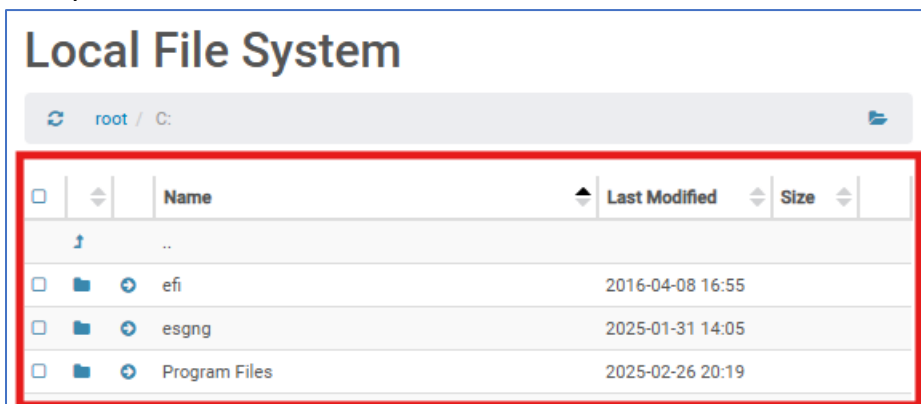 Local File System
root / C:
Name Last Modified Size
..
efi 2016-04-08 16:55
esgng 2025-01-31 14:05
Program Files 2025-02-26 20:19